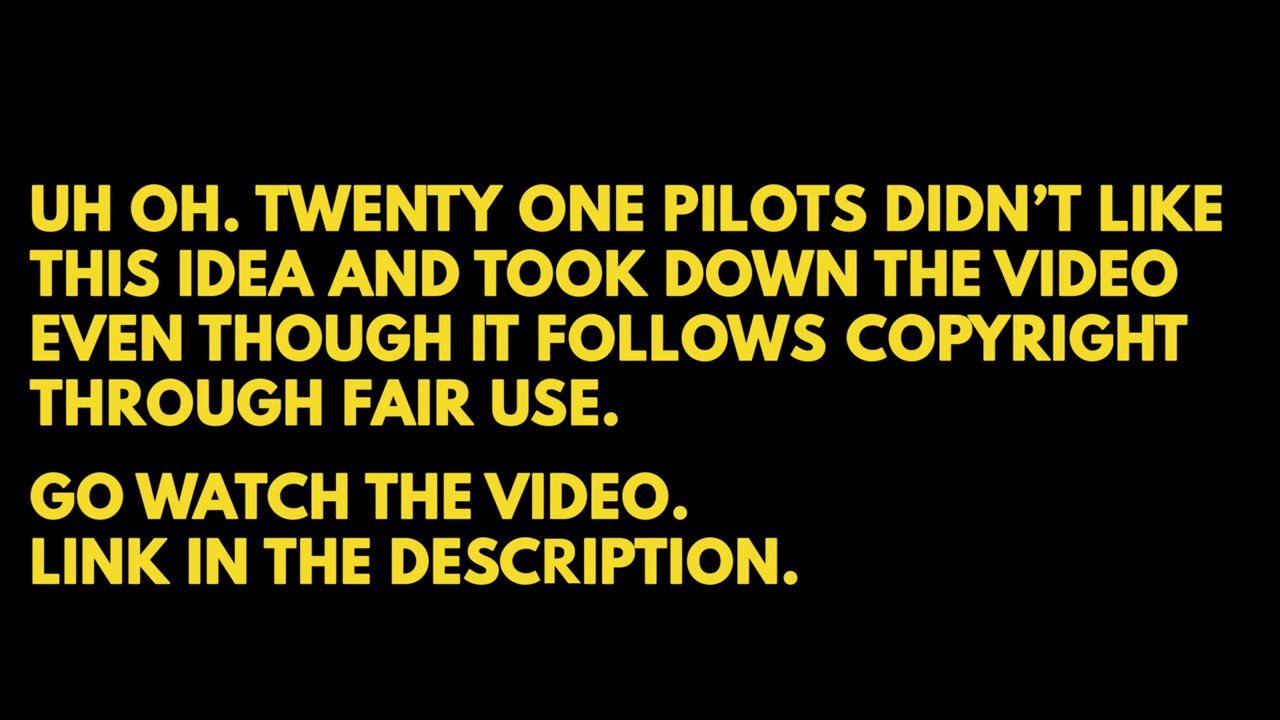 UH OH. TWENTY ONE PILOTS DIDN’T LIKE
THIS IDEA AND TOOK DOWN THE VIDEO
EVEN THOUGH IT FOLLOWS COPYRIGHT
THROUGH FAIR USE.
GO WATCH THE VIDEO.
LINK IN THE DESCRIPTION.